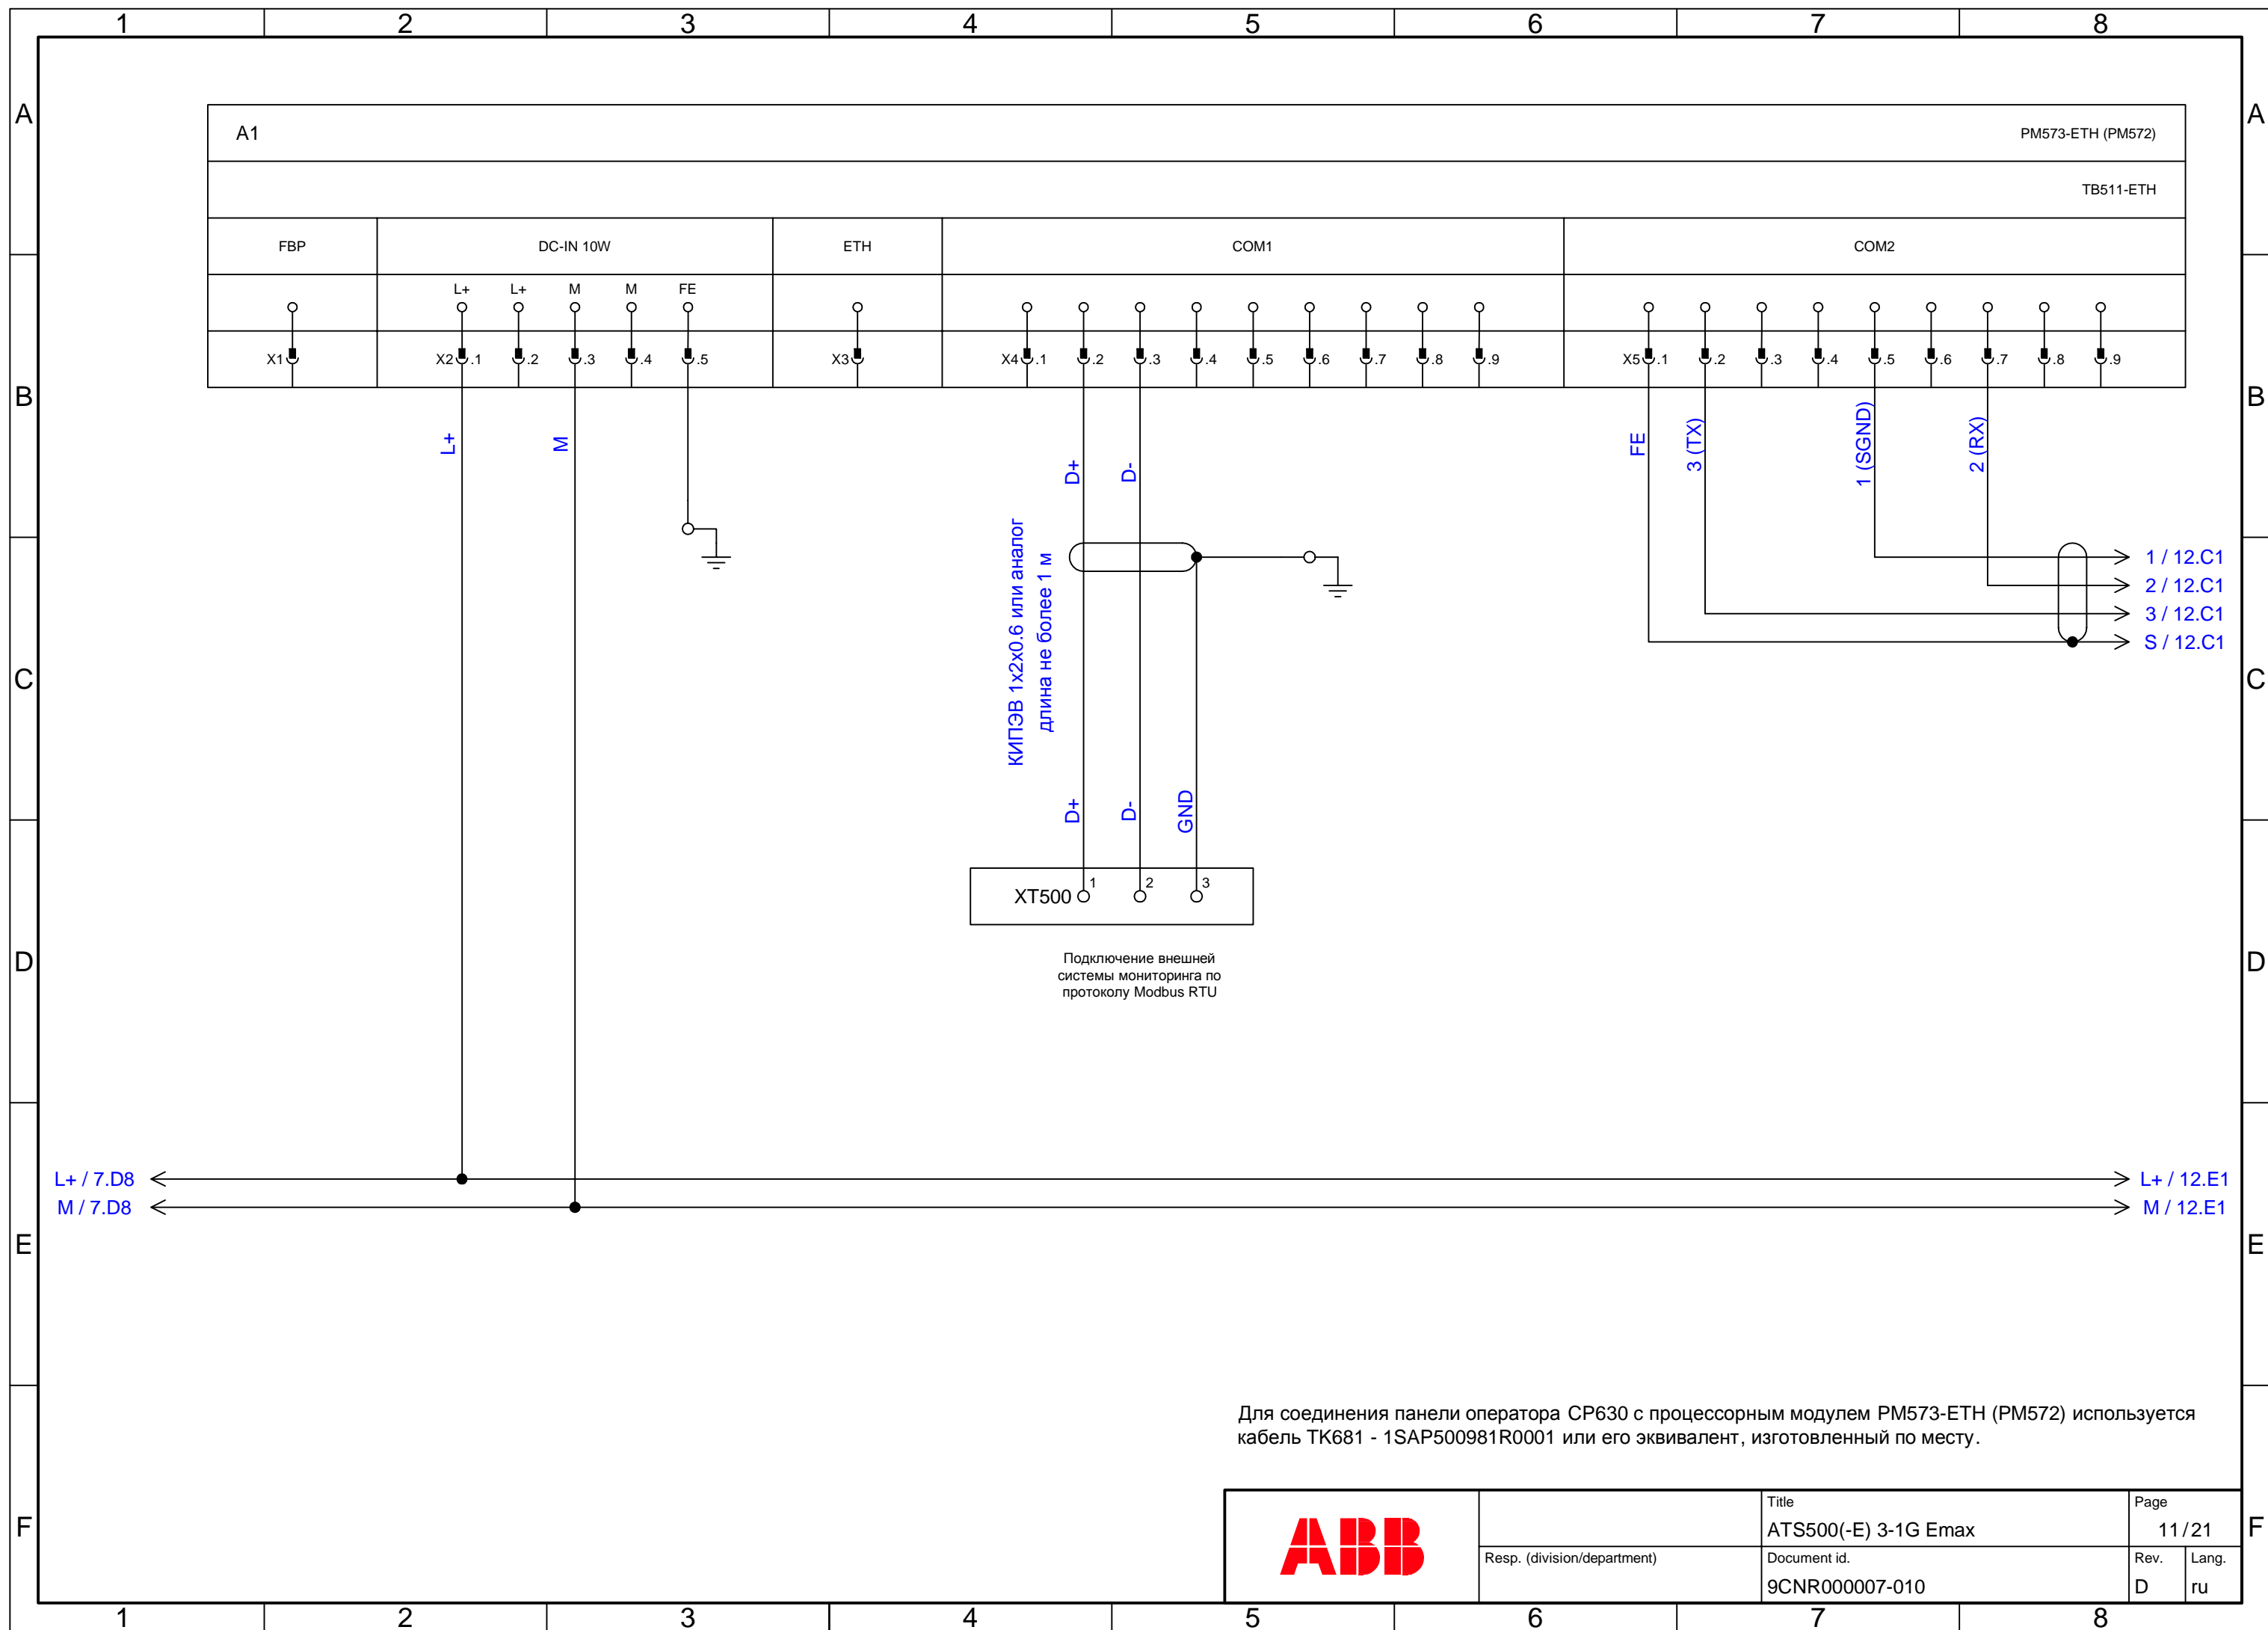 1 2 3 4 5 6 7 8
A A
A1 PM573-ETH (PM572)
TB511-ETH
FBP DC-IN 10W ETH COM1 COM2
L+ L+ M M FE
X1 X2 .1 .2 .3 .4 .5 X3 X4 .1 .2 .3 .4 .5 .6 .7 .8 .9 X5 .1 .2 .3 .4 .5 .6 .7 .8 .9
B B
L+ M D+ D- FE 3 (TX) 1 (SGND) 2 (RX)
КИПЭВ 1x2x0.6 или аналог
длина не более 1 м
1 / 12.C1
2 / 12.C1
3 / 12.C1
S / 12.C1
C C
D+ D- GND
XT500 1 2 3
D D
Подключение внешней
системы мониторинга по
протоколу Modbus RTU
L+ / 7.D8 L+ / 12.E1
M / 7.D8 M / 12.E1
E E
Для соединения панели оператора CP630 с процессорным модулем PM573-ETH (PM572) используется
кабель TK681 - 1SAP500981R0001 или его эквивалент, изготовленный по месту.
F F
ABB
Title
ATS500(-E) 3-1G Emax
Page
11/21
Resp. (division/department)
Document id.
9CNR000007-010
Rev.
D
Lang.
ru
1 2 3 4 5 6 7 8